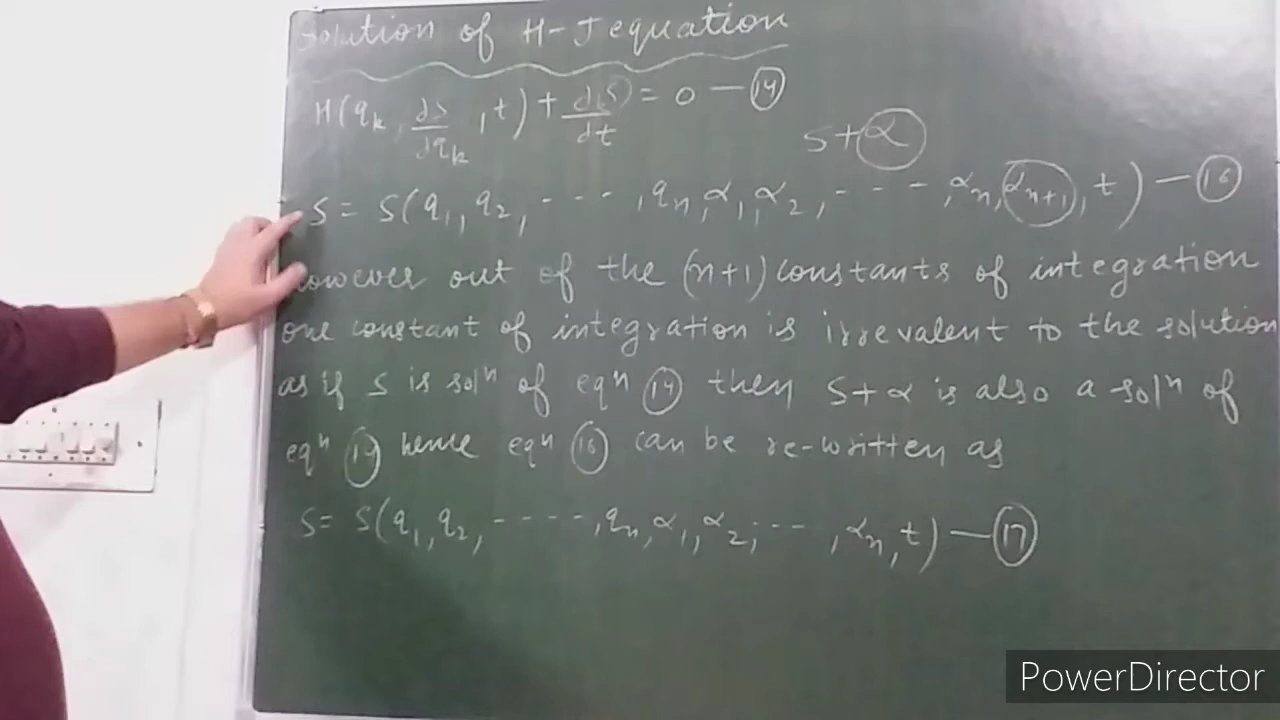 Solution of H-J equation
H(qₖ, ∂S/∂qₖ, t) + ∂S/∂t = 0 — (14)
S+α
S = S(q₁, q₂, - - - - , qₙ, α₁, α₂, - - - - , αₙ, αₙ₊₁, t) — (16)
However out of the (n+1) constants of integration
one constant of integration is irrevalent to the solution
as if S is solⁿ of eqⁿ (14) then S+α is also a solⁿ of
eqⁿ (14) hence eqⁿ (16) can be re-written as
S = S(q₁, q₂, - - - - -, qₙ, α₁, α₂, - - - , αₙ, t) — (17)
PowerDirector